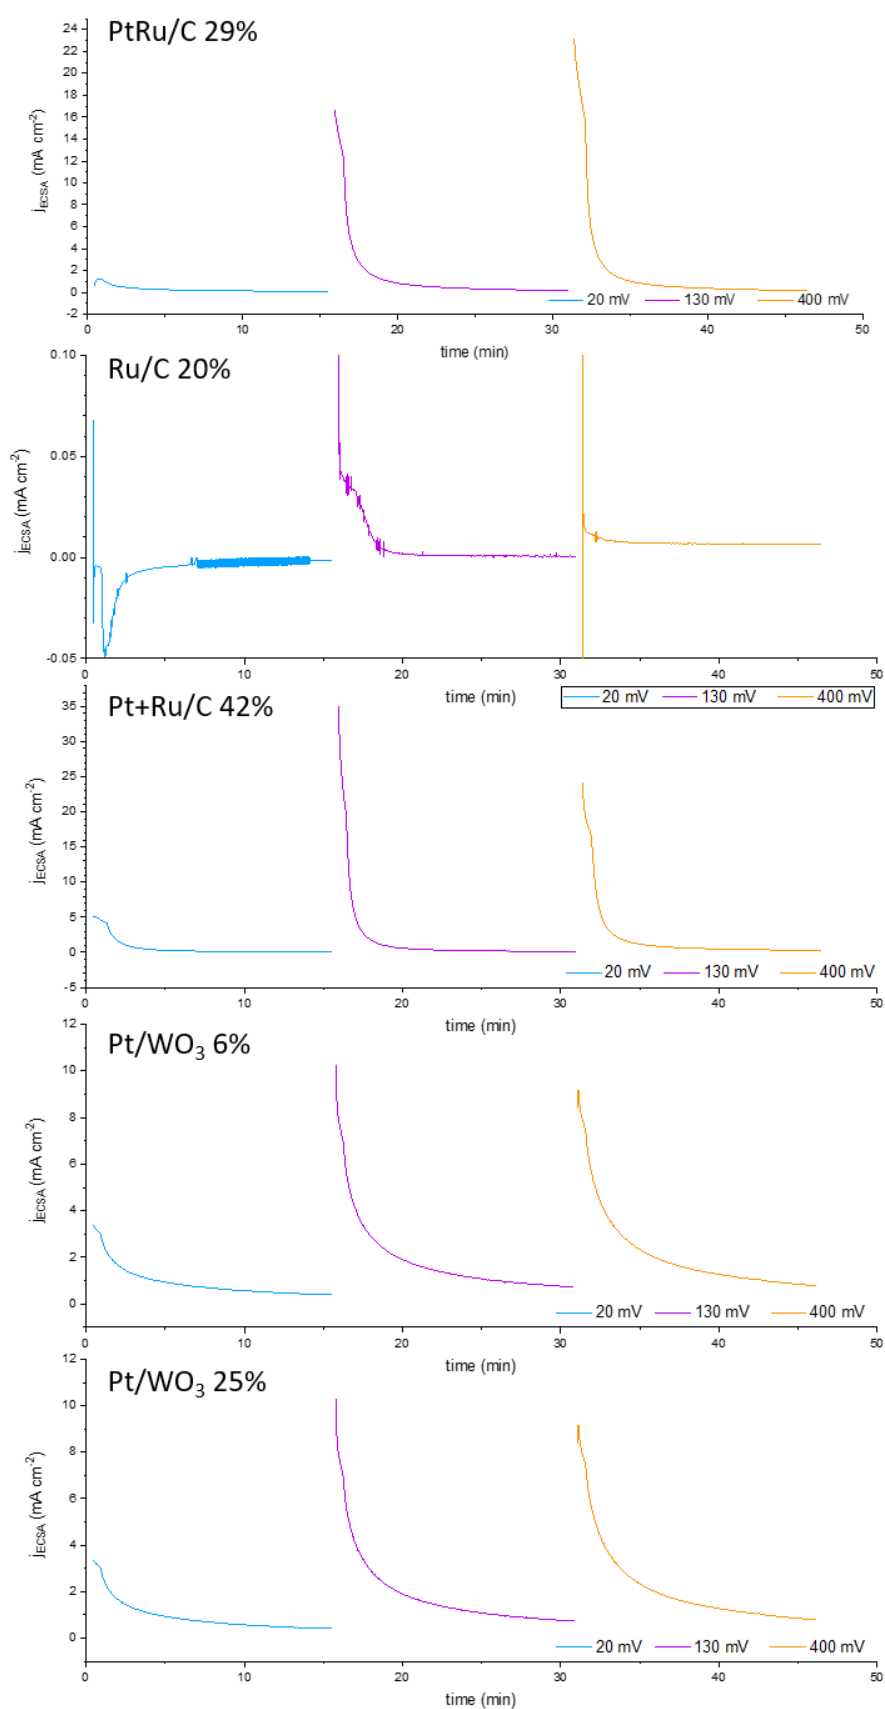 PtRu/C 29%
24
22
20
18
16
14
12
10
8
6
4
2
0
-2
j_ECSA (mA cm^-2)
20 mV 130 mV 400 mV
0 10 20 30 40 50
time (min)
Ru/C 20%
0.10
0.05
0.00
-0.05
j_ECSA (mA cm^-2)
0 10 20 30 40 50
time (min)
20 mV 130 mV 400 mV
Pt+Ru/C 42%
35
30
25
20
15
10
5
0
-5
j_ECSA (mA cm^-2)
20 mV 130 mV 400 mV
0 10 20 30 40 50
time (min)
Pt/WO₃ 6%
12
10
8
6
4
2
0
j_ECSA (mA cm^-2)
20 mV 130 mV 400 mV
0 10 20 30 40 50
time (min)
Pt/WO₃ 25%
12
10
8
6
4
2
0
j_ECSA (mA cm^-2)
20 mV 130 mV 400 mV
0 10 20 30 40 50
time (min)